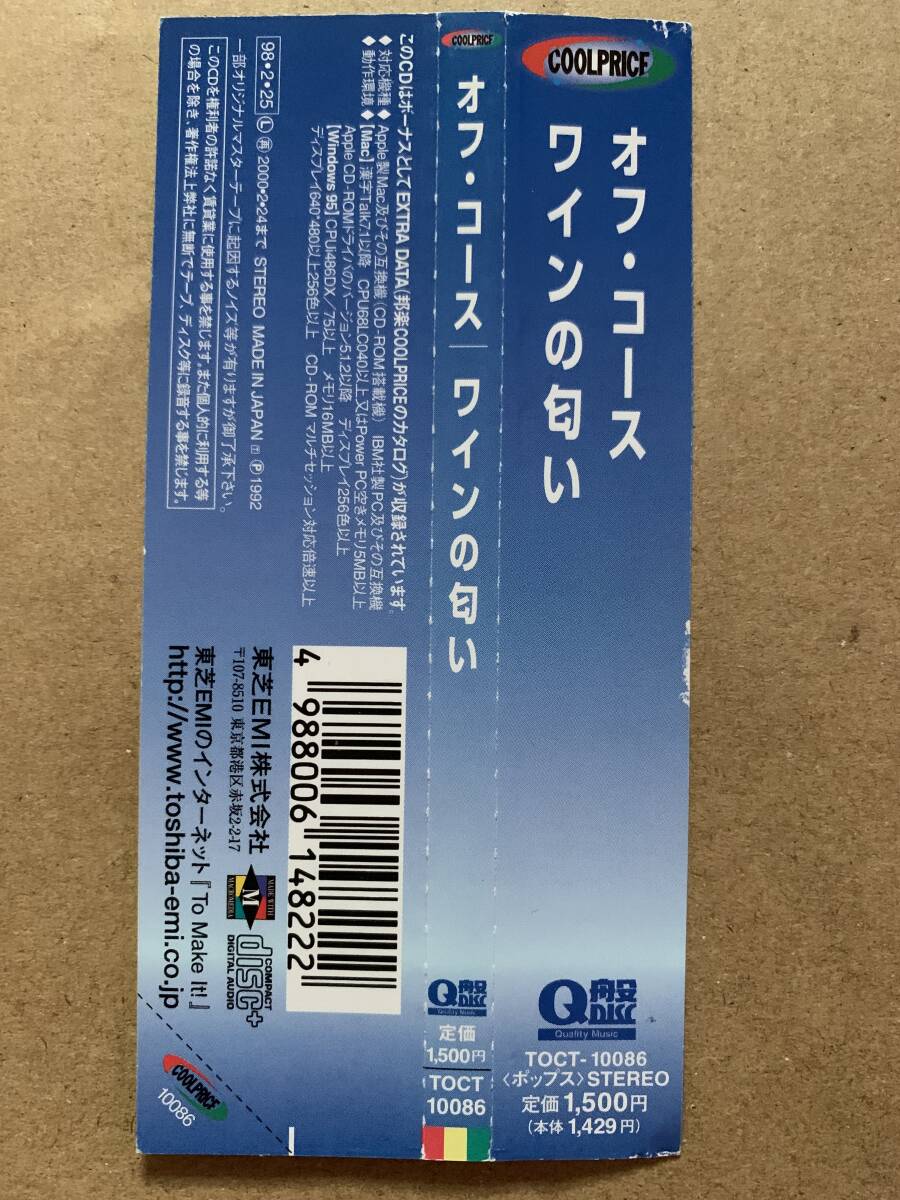 COOLPRICE
オフ・コース
ワインの匂い
Q盤
DISC
Quality Music
TOCT-10086
〈ポップス〉STEREO
定価1,500円
(本体 1,429円)
COOLPRICE
オフ・コース | ワインの匂い
Q盤
DISC
Quality Music
定価
1,500円
TOCT
10086
このCDはボーナスとしてEXTRA DATA(邦楽COOLPRICEのカタログ)が収録されています。
◆対応機種◆Apple製Mac及びその互換機(CD-ROM搭載機) IBM社製PC及びその互換機
◆動作環境◆【Mac】漢字Talk7.1以降 CPU68LC040以上又はPower PC空きメモリ5MB以上
Apple CD-ROMドライバのバージョン5.1.2以降 ディスプレイ256色以上
【Windows 95】CPUi486DX/75以上 メモリ16MB以上
ディスプレイ640*480以上256色以上 CD-ROM マルチセッション対応倍速以上
98・2・25 Ⓛ ㊢ 2000・2・24まで STEREO MADE IN JAPAN Ⓟ1992
一部オリジナルマスターテープに起因するノイズ等が有りますが御了承下さい。
このCDを権利者の許諾なく賃貸業に使用する事を禁じます。また個人的に利用する等
の場合を除き、著作権法上弊社に無断でテープ、ディスク等に録音する事を禁じます。
4 988006 148222
東芝EMI株式会社
〒107-8510 東京都港区赤坂2-2-17
MADE WITH
M
MACROMEDIA
COMPACT
disc+
DIGITAL AUDIO
東芝EMIのインターネット『To Make It!』
http://www.toshiba-emi.co.jp
COOLPRICE
10086